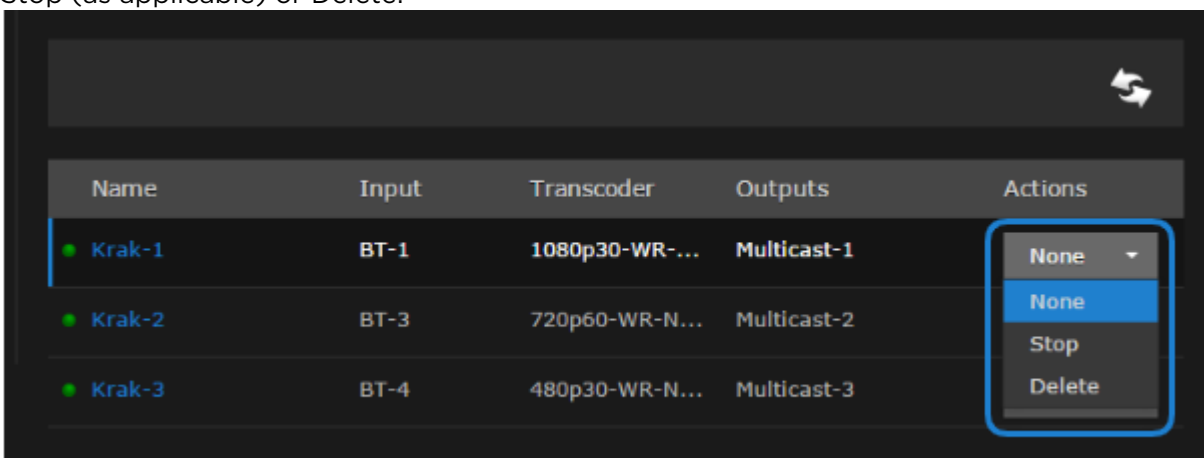 Stop (as applicable) or Delete.
Name Input Transcoder Outputs Actions
Krak-1 BT-1 1080p30-WR-... Multicast-1 None
Krak-2 BT-3 720p60-WR-N... Multicast-2 None
Stop
Krak-3 BT-4 480p30-WR-N... Multicast-3 Delete